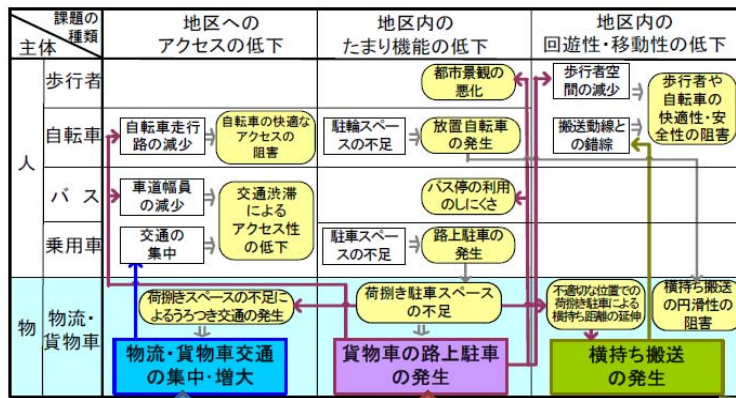 課題の
種類
主体
地区への
アクセスの低下
地区内の
たまり機能の低下
地区内の
回遊性・移動性の低下
人
歩行者
都市景観の
悪化
歩行者空
間の減少
歩行者や
自転車の
快適性・安
全性の阻害
自転車
自転車走行
路の減少
自転車の快適な
アクセスの
阻害
駐輪スペー
スの不足
放置自転車
の発生
搬送動線と
の錯綜
バス
車道幅員
の減少
交通渋滞
による
アクセス性
の低下
バス停の利用
のしにくさ
乗用車
交通の
集中
駐車スペー
スの不足
路上駐車の
発生
物
物流・
貨物車
荷捌きスペースの不足に
よるうろつき交通の発生
荷捌き駐車スペース
の不足
不適切な位置での
荷捌き駐車による
横持ち距離の延伸
横持ち搬送
の円滑性の
阻害
物流・貨物車交通
の集中・増大
貨物車の路上駐車
の発生
横持ち搬送
の発生